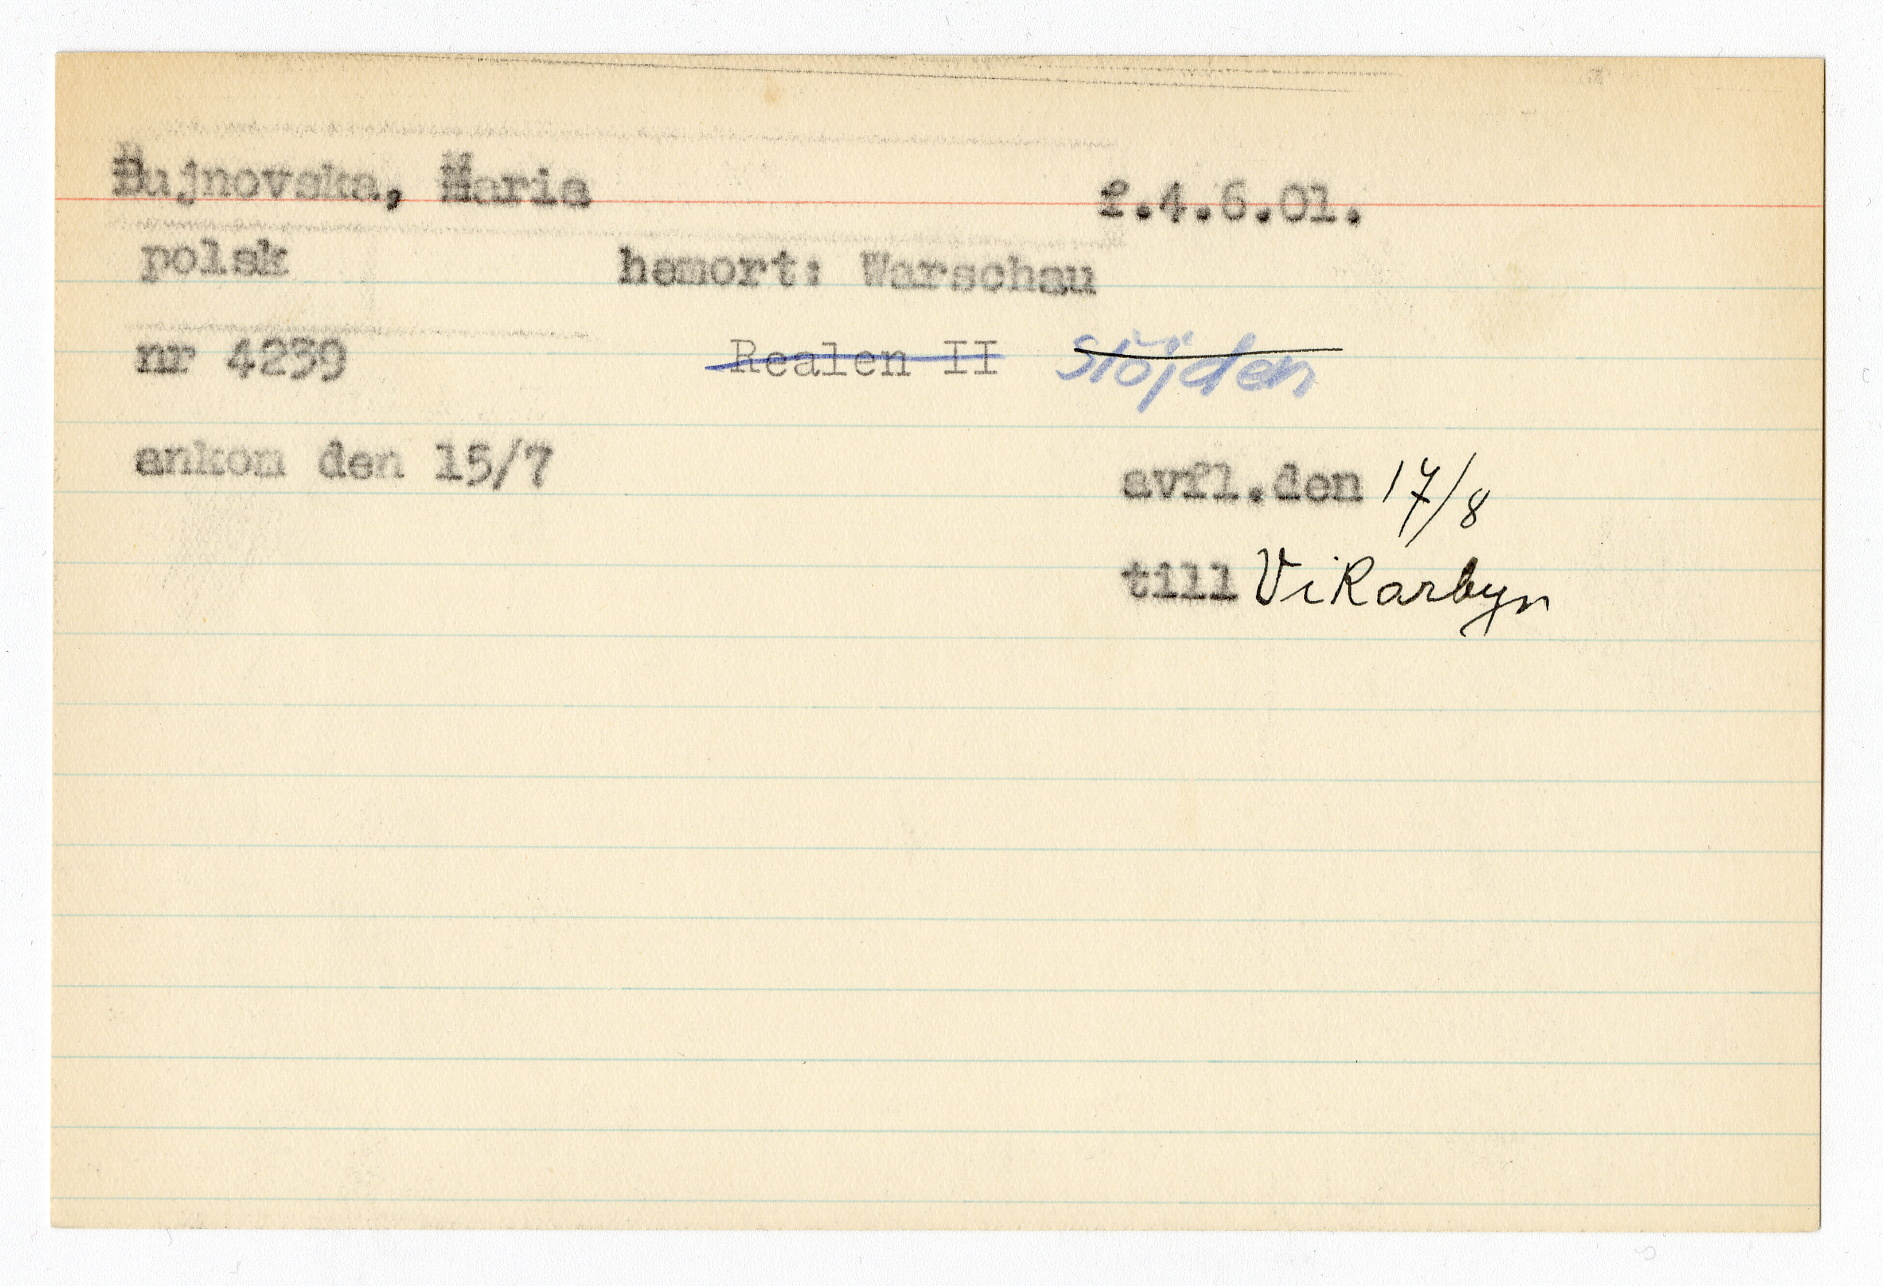 Bujnovska, Maria f.4.6.01.
polsk hemort: Warschau
nr 4239 Realen II Slöjden
ankom den 15/7 avfl.den 17/8
till Vikarbyn